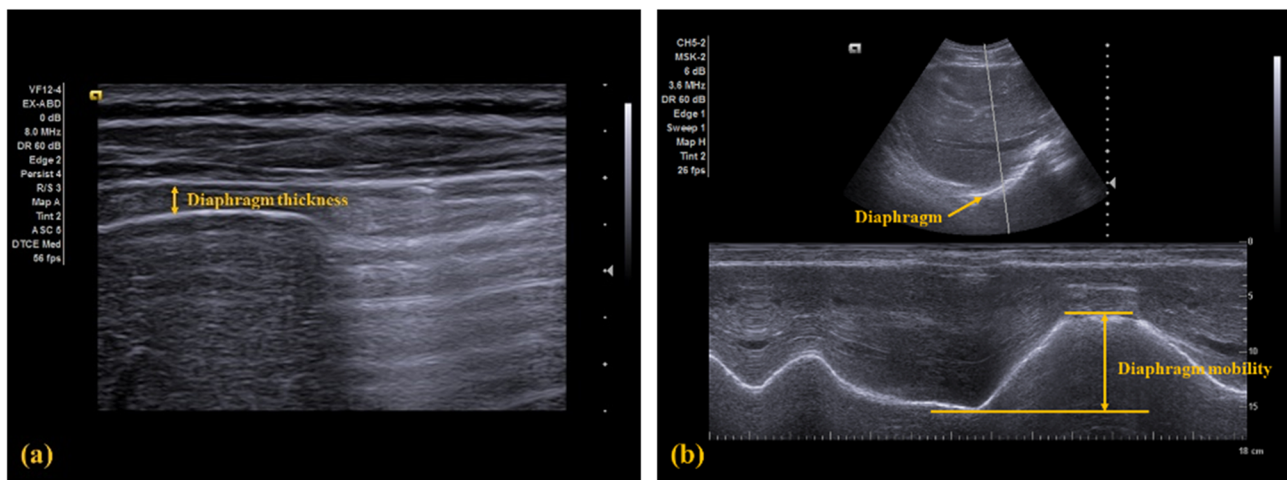 VF12-4
EX-ABD
0 dB
8.0 MHz
DR 60 dB
Edge 2
Persist 4
R/S 3
Map A
Tint 2
ASC 5
DTCE Med
56 fps
Diaphragm thickness
(a)
CH5-2
MSK-2
6 dB
3.6 MHz
DR 60 dB
Edge 1
Sweep 1
Map H
Tint 2
26 fps
Diaphragm
0
5
10
Diaphragm mobility
15
18 cm
(b)